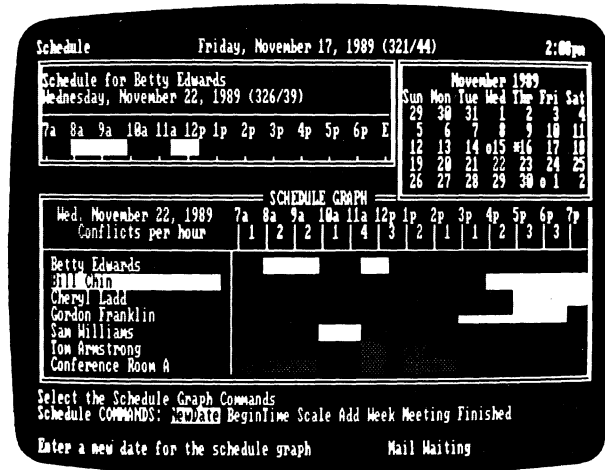 Schedule Friday, November 17, 1989 (321/44) 2:08pm
Schedule for Betty Edwards
Wednesday, November 22, 1989 (326/39)
7a 8a 9a 10a 11a 12p 1p 2p 3p 4p 5p 6p E
November 1989
Sun Mon Tue Wed Thr Fri Sat
29 30 31 1 2 3 4
5 6 7 8 9 10 11
12 13 14 o15 *16 17 18
19 20 21 22 23 24 25
26 27 28 29 30 o 1 2
SCHEDULE GRAPH
Wed. November 22, 1989 7a 8a 9a 10a 11a 12p 1p 2p 3p 4p 5p 6p 7p
Conflicts per hour 1 2 2 1 4 3 2 1 1 2 3 3
Betty Edwards
Bill Chin
Cheryl Ladd
Gordon Franklin
Sam Williams
Tom Armstrong
Conference Room A
Select the Schedule Graph Commands
Schedule COMMANDS: NewDate BeginTime Scale Add Week Meeting Finished
Enter a new date for the schedule graph Mail Waiting